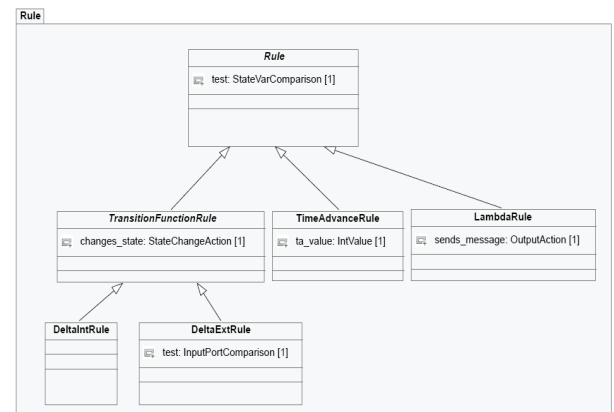 Rule
Rule
test: StateVarComparison [1]
TransitionFunctionRule
changes_state: StateChangeAction [1]
TimeAdvanceRule
ta_value: IntValue [1]
LambdaRule
sends_message: OutputAction [1]
DeltaIntRule
DeltaExtRule
test: InputPortComparison [1]